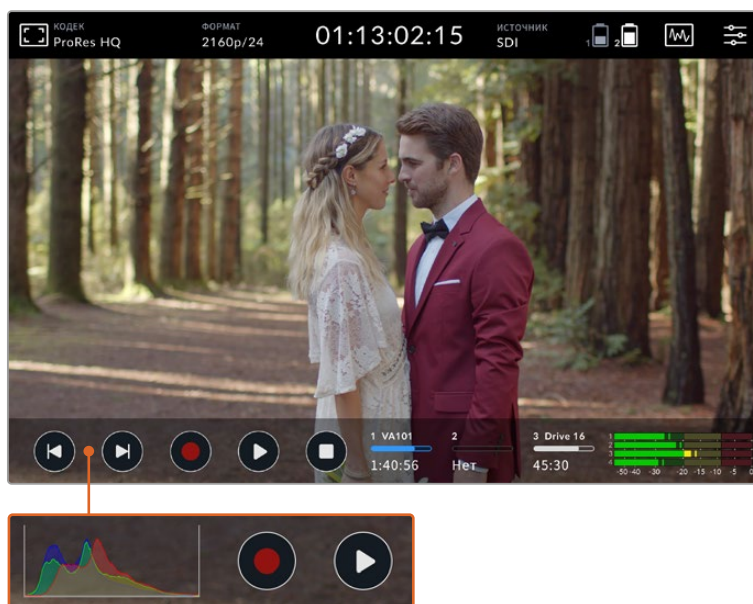 КОДЕК
ProRes HQ
ФОРМАТ
2160p/24
01:13:02:15
ИСТОЧНИК
SDI
1
2
1 VA101
1:40:56
2
Нет
3 Drive 16
45:30
1
2
3
4
-50 -40 -30 -20 -15 -10 -5 0